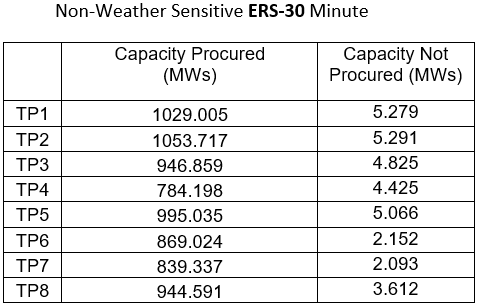 Non-Weather Sensitive ERS-30 Minute
Capacity Procured (MWs) Capacity Not Procured (MWs)
TP1 1029.005 5.279
TP2 1053.717 5.291
TP3 946.859 4.825
TP4 784.198 4.425
TP5 995.035 5.066
TP6 869.024 2.152
TP7 839.337 2.093
TP8 944.591 3.612